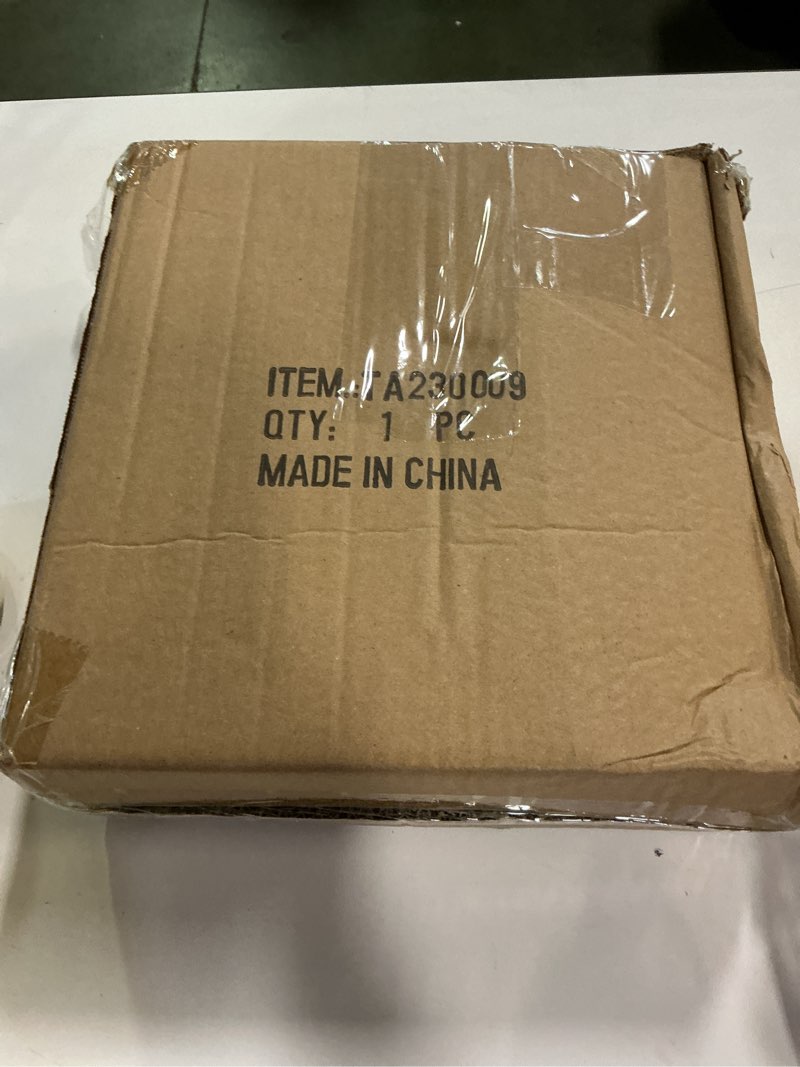 ITEM.:TA230009
QTY: 1 PC
MADE IN CHINA